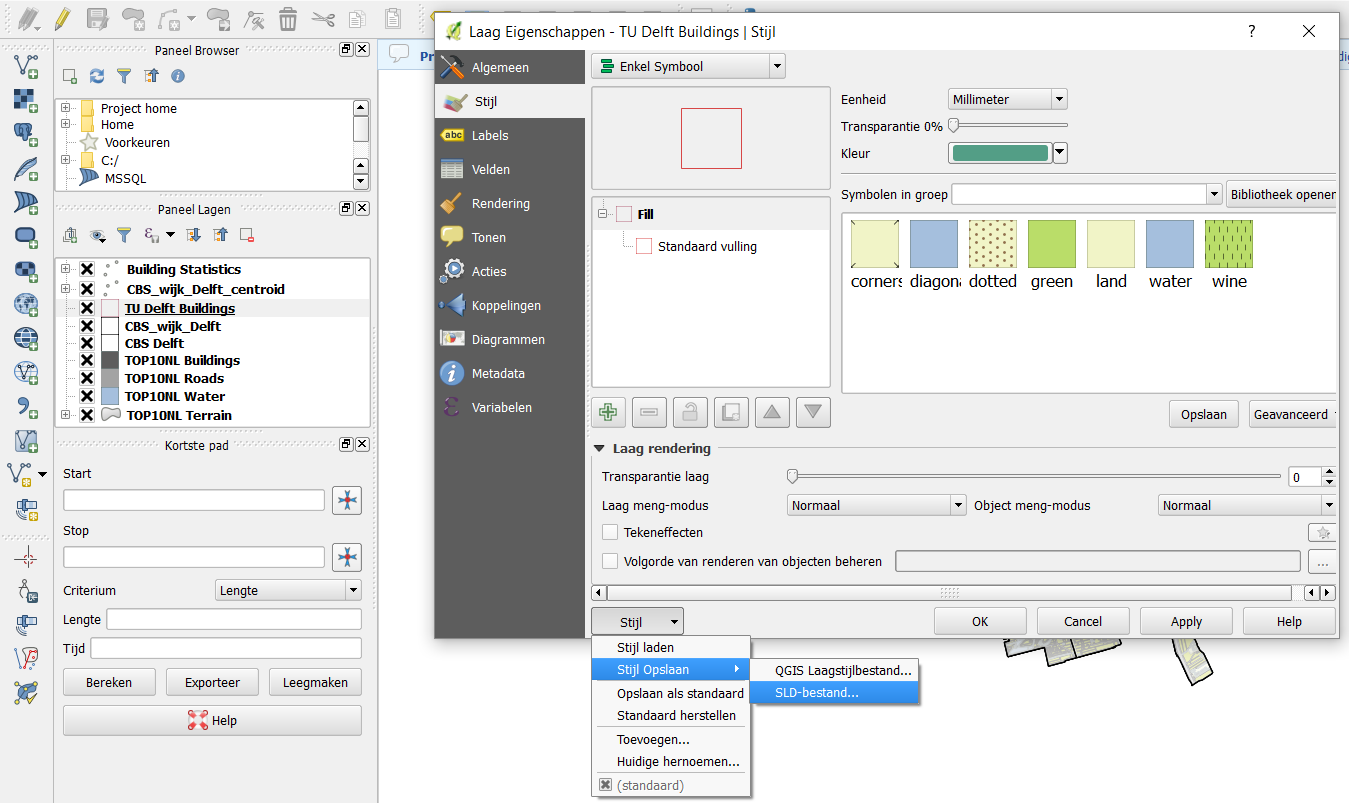 Laag Eigenschappen - TU Delft Buildings | Stijl
?
Paneel Browser
Project home
Home
Voorkeuren
C:/
MSSQL
Paneel Lagen
Building Statistics
CBS_wijk_Delft_centroid
TU Delft Buildings
CBS_wijk_Delft
CBS Delft
TOP10NL Buildings
TOP10NL Roads
TOP10NL Water
TOP10NL Terrain
Kortste pad
Start
Stop
Criterium
Lengte
Lengte
Tijd
Bereken
Exporteer
Leegmaken
Help
Algemeen
Stijl
abc Labels
Velden
Rendering
Tonen
Acties
Koppelingen
Diagrammen
Metadata
Variabelen
Enkel Symbool
Fill
Standaard vulling
Eenheid
Millimeter
Transparantie 0%
Kleur
Symbolen in groep
Bibliotheek openen
corners
diagona
dotted
green
land
water
wine
Opslaan
Geavanceerd
Laag rendering
Transparantie laag
0
Laag meng-modus
Normaal
Object meng-modus
Normaal
Tekeneffecten
Volgorde van renderen van objecten beheren
...
Stijl
OK
Cancel
Apply
Help
Stijl laden
Stijl Opslaan
Opslaan als standaard
Standaard herstellen
Toevoegen...
Huidige hernoemen...
(standaard)
QGIS Laagstijlbestand...
SLD-bestand...